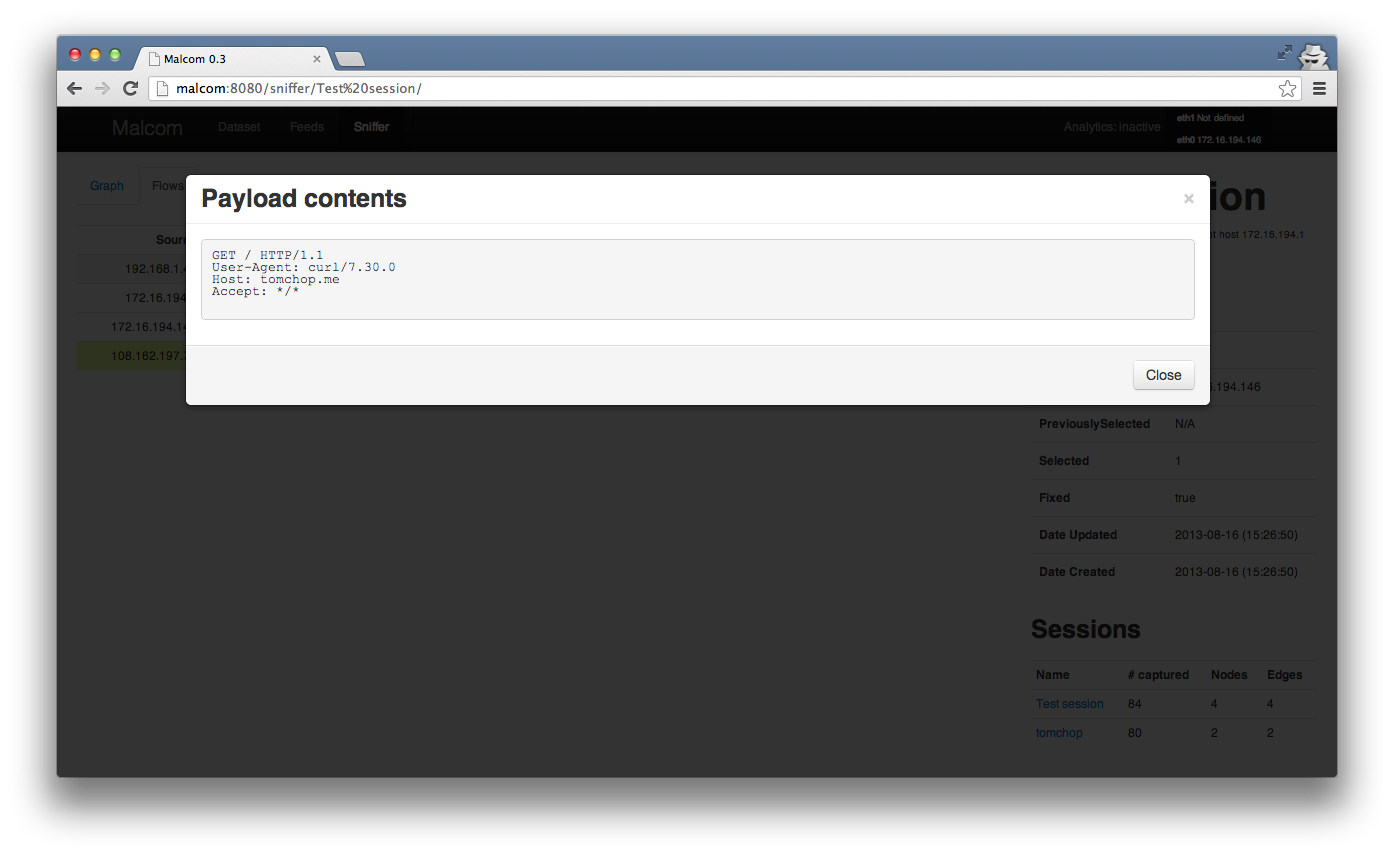 Malcom 0.3
malcom:8080/sniffer/Test%20session/
Malcom Dataset Feeds Sniffer Analytics: Inactive eth1 Not defined
eth0 172.16.194.146
Graph Flows
Payload contents ×
GET / HTTP/1.1
User-Agent: curl/7.30.0
Host: tomchop.me
Accept: */*
Close
host 172.16.194.1
192.168.1.
172.16.194
172.16.194.14
108.162.197.
.194.146
PreviouslySelected N/A
Selected 1
Fixed true
Date Updated 2013-08-16 (15:26:50)
Date Created 2013-08-16 (15:26:50)
Sessions
Name # captured Nodes Edges
Test session 84 4 4
tomchop 80 2 2